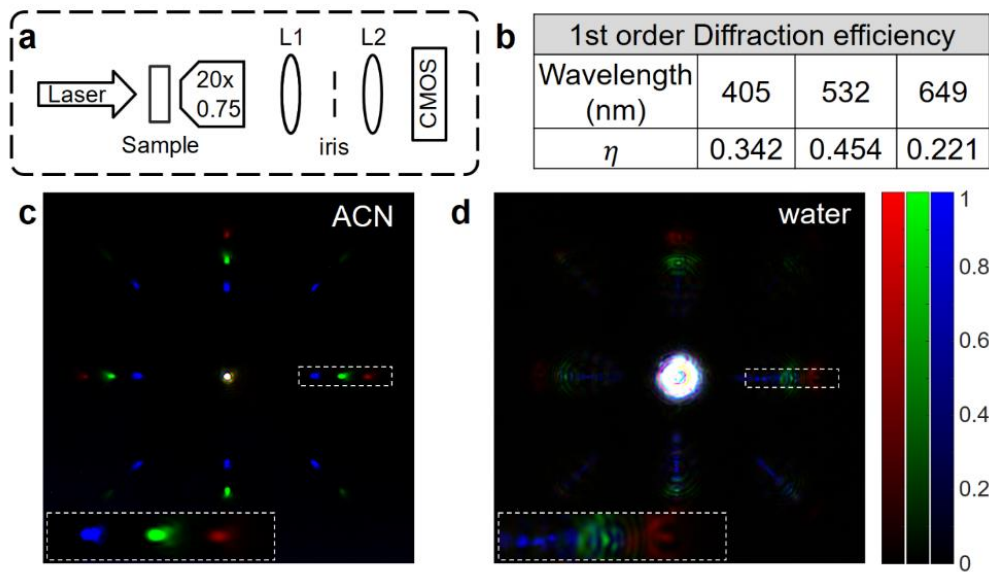 a
Laser
20x
0.75
Sample
L1
L2
iris
CMOS
b
1st order Diffraction efficiency
Wavelength
(nm)
405
532
649
η
0.342
0.454
0.221
c
ACN
d
water
1
0.8
0.6
0.4
0.2
0